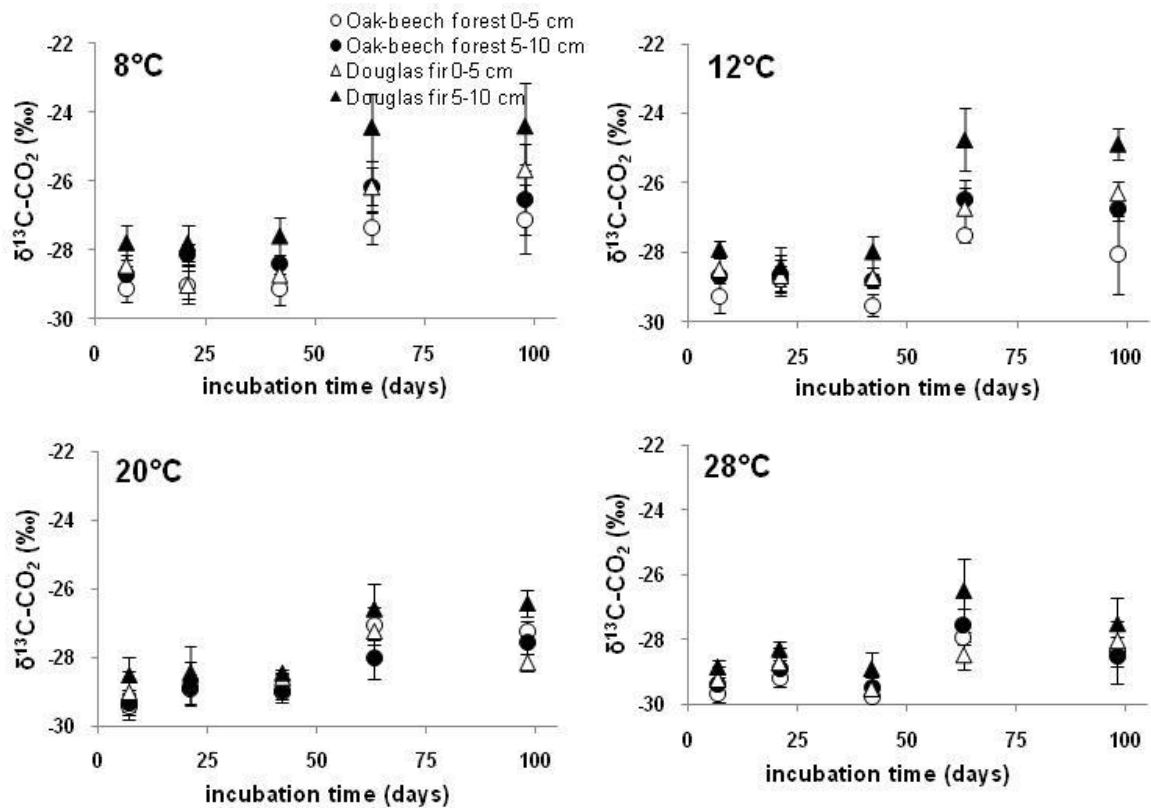 ○ Oak-beech forest 0-5 cm
● Oak-beech forest 5-10 cm
△ Douglas fir 0-5 cm
▲ Douglas fir 5-10 cm
8°C
δ13C-CO2 (‰)
-22
-24
-26
-28
-30
0 25 50 75 100
incubation time (days)
12°C
δ13C-CO2 (‰)
-22
-24
-26
-28
-30
0 25 50 75 100
incubation time (days)
20°C
δ13C-CO2 (‰)
-22
-24
-26
-28
-30
0 25 50 75 100
incubation time (days)
28°C
δ13C-CO2 (‰)
-22
-24
-26
-28
-30
0 25 50 75 100
incubation time (days)